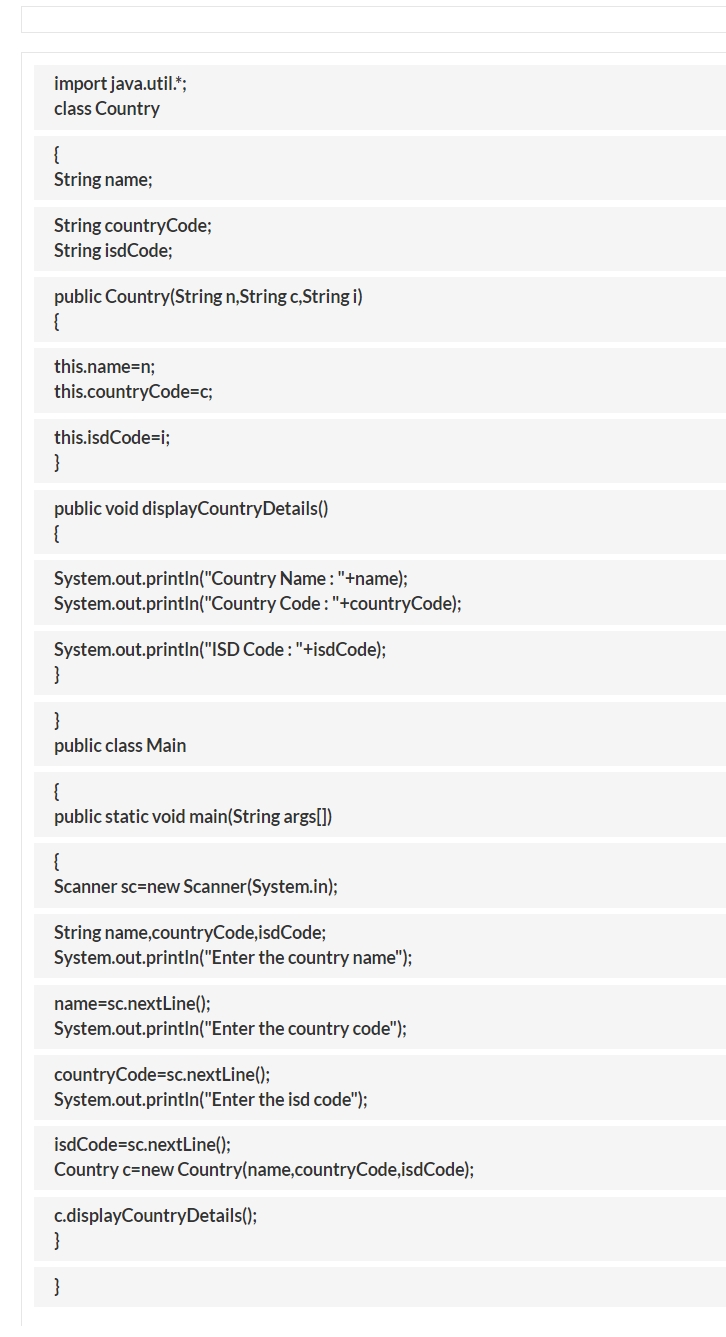 import java.util.*;
class Country
{
String name;
String countryCode;
String isdCode;
public Country(String n,String c,String i)
{
this.name=n;
this.countryCode=c;
this.isdCode=i;
}
public void displayCountryDetails()
{
System.out.println("Country Name : "+name);
System.out.println("Country Code : "+countryCode);
System.out.println("ISD Code : "+isdCode);
}
}
public class Main
{
public static void main(String args[])
{
Scanner sc=new Scanner(System.in);
String name,countryCode,isdCode;
System.out.println("Enter the country name");
name=sc.nextLine();
System.out.println("Enter the country code");
countryCode=sc.nextLine();
System.out.println("Enter the isd code");
isdCode=sc.nextLine();
Country c=new Country(name,countryCode,isdCode);
c.displayCountryDetails();
}
}